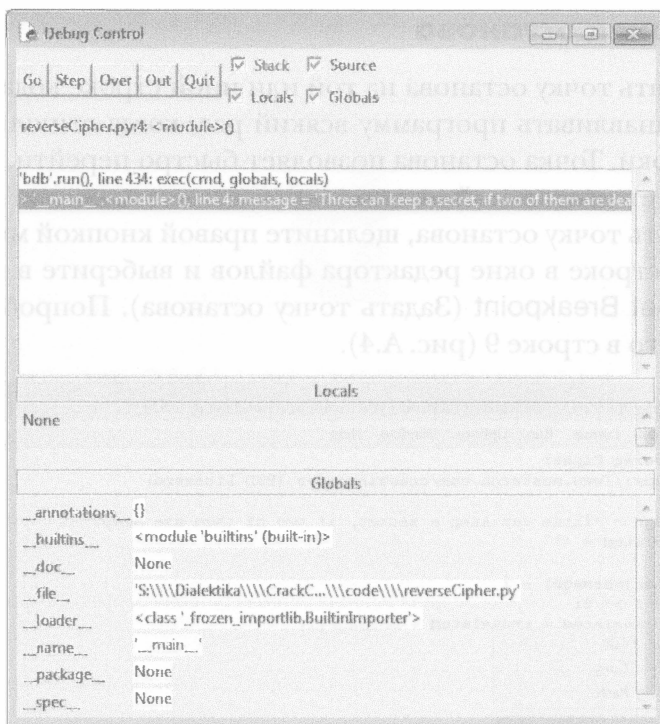 Debug Control
Go Step Over Out Quit
Stack Source
Locals Globals
reverseCipher.py:4: <module>()
'bdb'.run(), line 434: exec(cmd, globals, locals)
> '__main__'.<module>(), line 4: message = 'Three can keep a secret, if two of them are dea
Locals
None
Globals
__annotations__ {}
__builtins__ <module 'builtins' (built-in)>
__doc__ None
__file__ 'S:\\\\Dialektika\\\\CrackC...\\\code\\\\reverseCipher.py'
__loader__ <class '_frozen_importlib.BuiltinImporter'>
__name__ '__main__'
__package__ None
__spec__ None